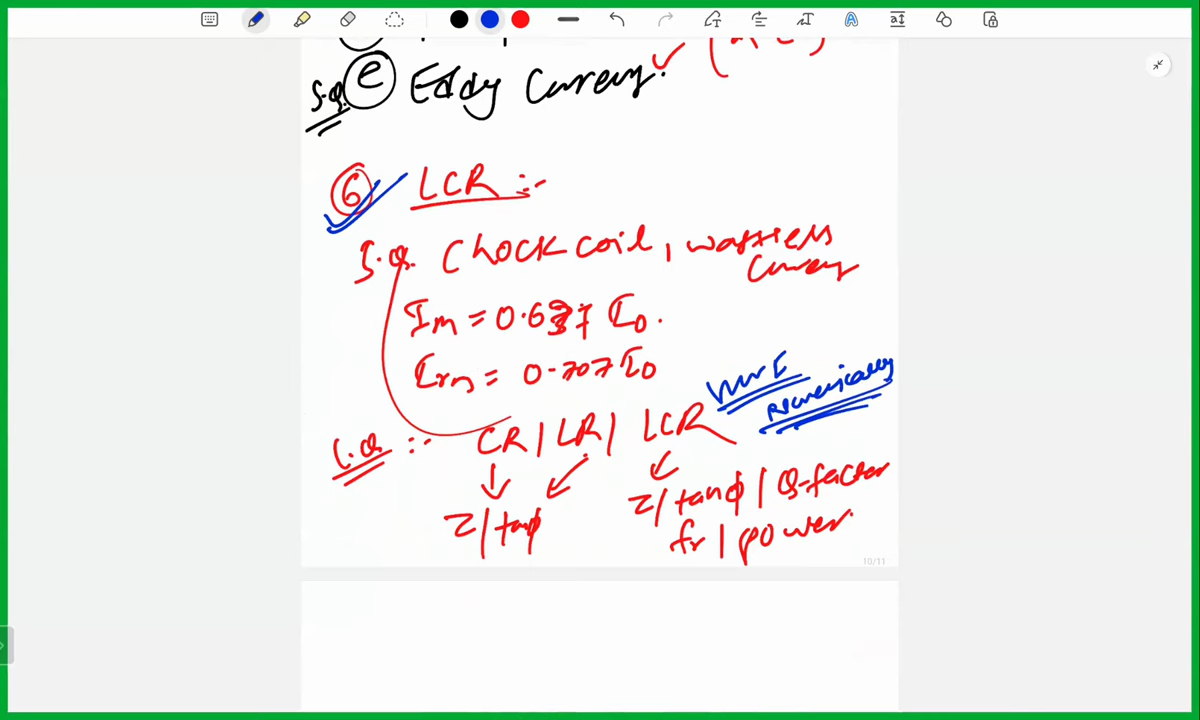 S.Q. e Eddy Current.
6 LCR :-
S.Q. Chock coil, wattless
Current
Im = 0.637 I0.
Irms = 0.707 I0
Numerically
L.Q. :- CR | LR | LCR
Z | tanϕ
Z | tanϕ | Q-factor
fr | power
10/11